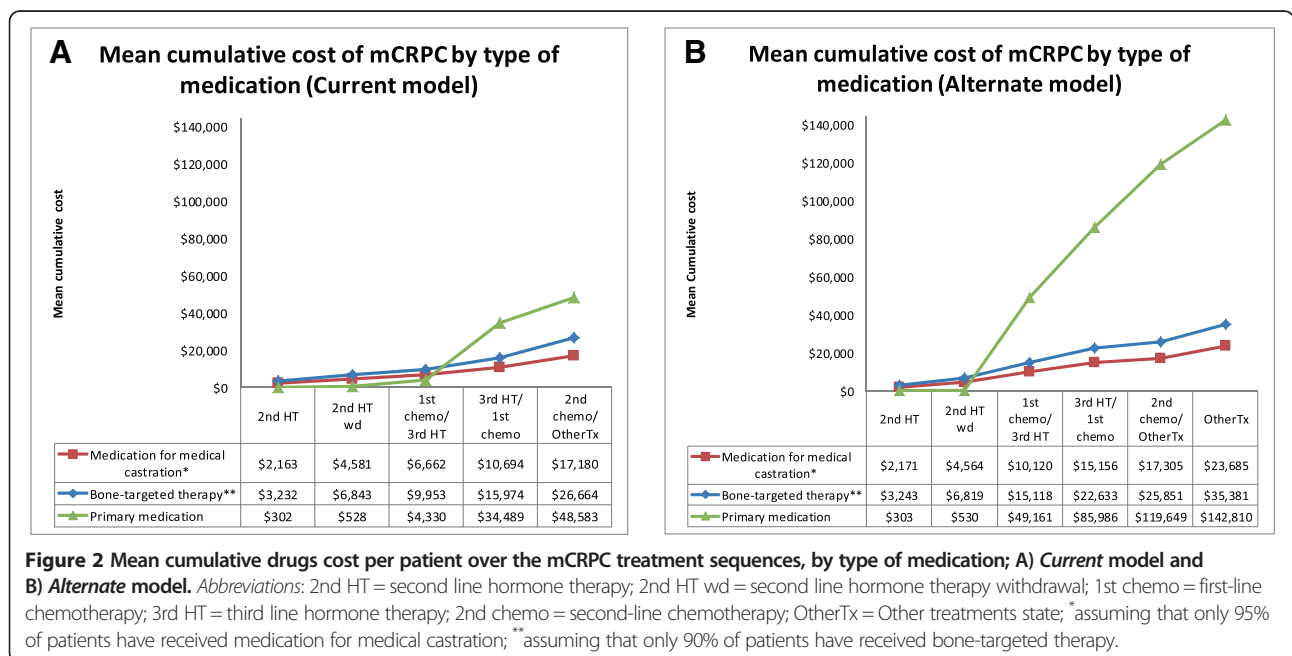 A Mean cumulative cost of mCRPC by type of
medication (Current model)
Mean cumulative cost
$140,000
$120,000
$100,000
$80,000
$60,000
$40,000
$20,000
$0
2nd HT
2nd HT
wd
1st
chemo/
3rd HT
3rd HT/
1st
chemo
2nd
chemo/
OtherTx
Medication for medical
castration*
$2,163 $4,581 $6,662 $10,694 $17,180
Bone-targeted therapy** $3,232 $6,843 $9,953 $15,974 $26,664
Primary medication $302 $528 $4,330 $34,489 $48,583
B Mean cumulative cost of mCRPC by type of
medication (Alternate model)
Mean Cumulative cost
$140,000
$120,000
$100,000
$80,000
$60,000
$40,000
$20,000
$0
2nd HT
2nd HT
wd
1st
chemo/
3rd HT
3rd HT/
1st
chemo
2nd
chemo/
OtherTx
OtherTx
Medication for medical
castration*
$2,171 $4,564 $10,120 $15,156 $17,305 $23,685
Bone-targeted therapy** $3,243 $6,819 $15,118 $22,633 $25,851 $35,381
Primary medication $303 $530 $49,161 $85,986 $119,649 $142,810
Figure 2 Mean cumulative drugs cost per patient over the mCRPC treatment sequences, by type of medication; A) Current model and
B) Alternate model. Abbreviations: 2nd HT = second line hormone therapy; 2nd HT wd = second line hormone therapy withdrawal; 1st chemo = first-line
chemotherapy; 3rd HT = third line hormone therapy; 2nd chemo = second-line chemotherapy; OtherTx = Other treatments state; *assuming that only 95%
of patients have received medication for medical castration; **assuming that only 90% of patients have received bone-targeted therapy.